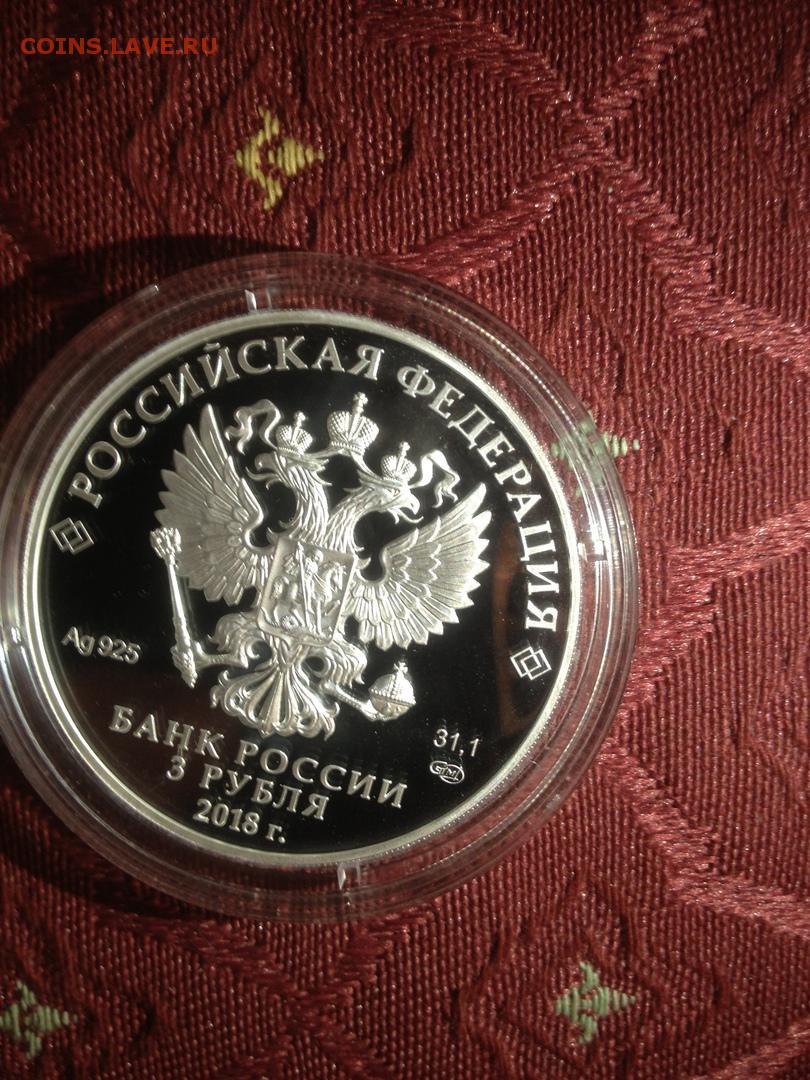 COINS.LAVE.RU
РОССИЙСКАЯ ФЕДЕРАЦИЯ
Ag 925
31,1
БАНК РОССИИ
3 РУБЛЯ
2018 г.